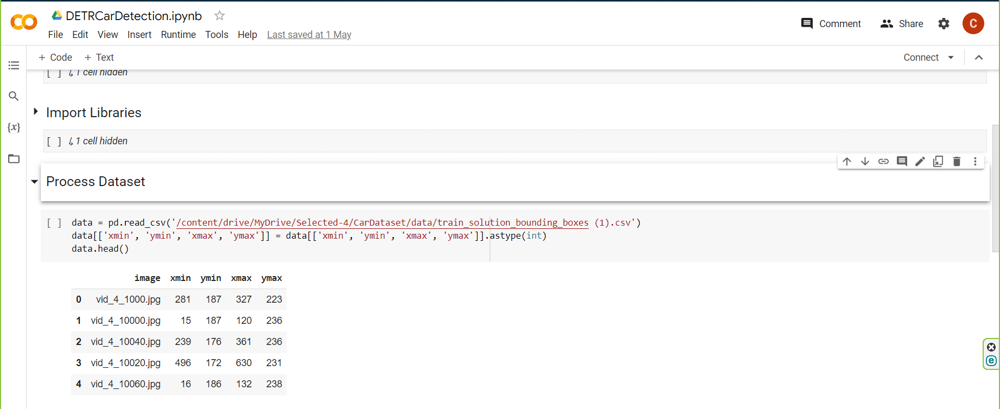 DETRCarDetection.ipynb
File Edit View Insert Runtime Tools Help Last saved at 1 May
Comment Share C
+ Code + Text
Connect
[ ] ↳ 1 cell hidden
Import Libraries
[ ] ↳ 1 cell hidden
Process Dataset
[ ] data = pd.read_csv('/content/drive/MyDrive/Selected-4/CarDataset/data/train_solution_bounding_boxes (1).csv')
data[['xmin', 'ymin', 'xmax', 'ymax']] = data[['xmin', 'ymin', 'xmax', 'ymax']].astype(int)
data.head()
image xmin ymin xmax ymax
0 vid_4_1000.jpg 281 187 327 223
1 vid_4_10000.jpg 15 187 120 236
2 vid_4_10040.jpg 239 176 361 236
3 vid_4_10020.jpg 496 172 630 231
4 vid_4_10060.jpg 16 186 132 238